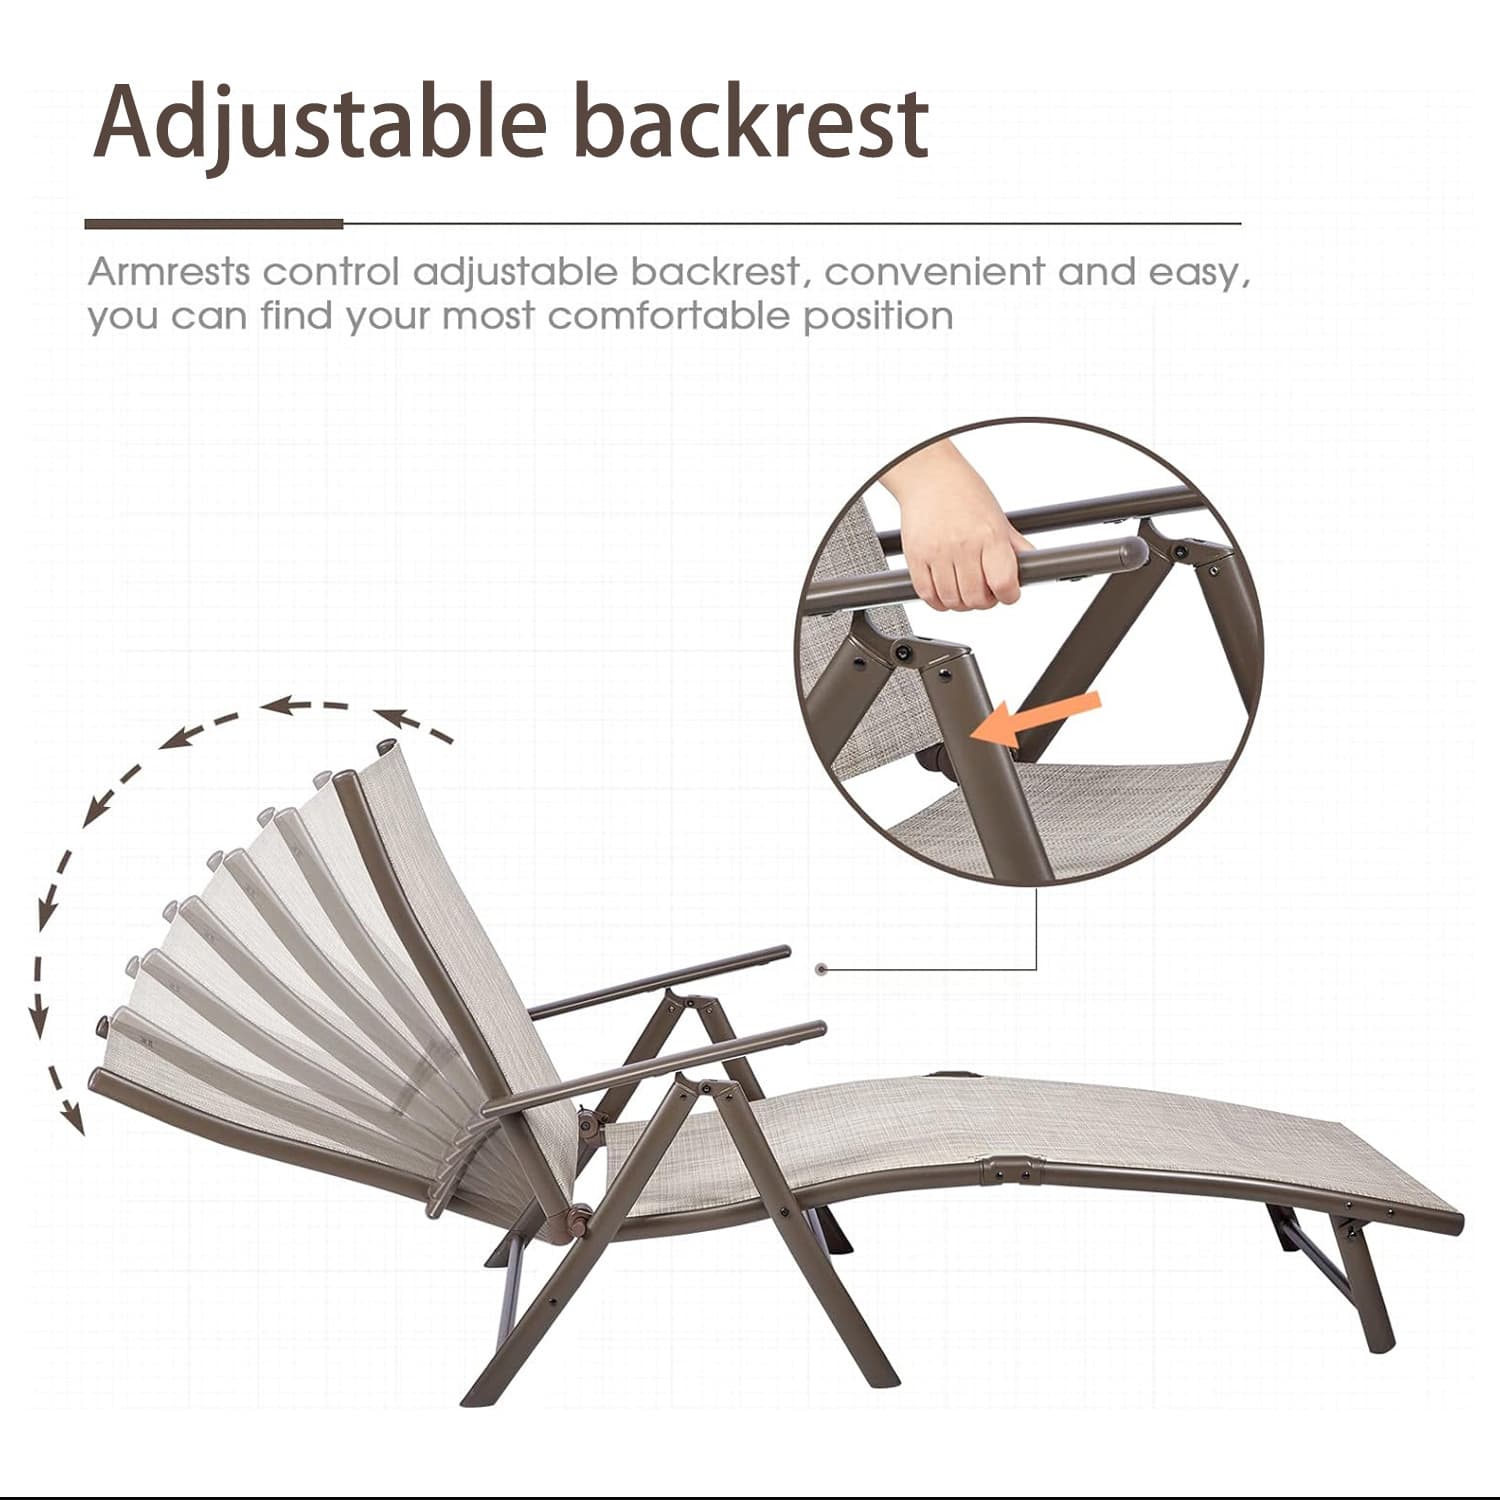 Adjustable backrest
Armrests control adjustable backrest, convenient and easy,
you can find your most comfortable position